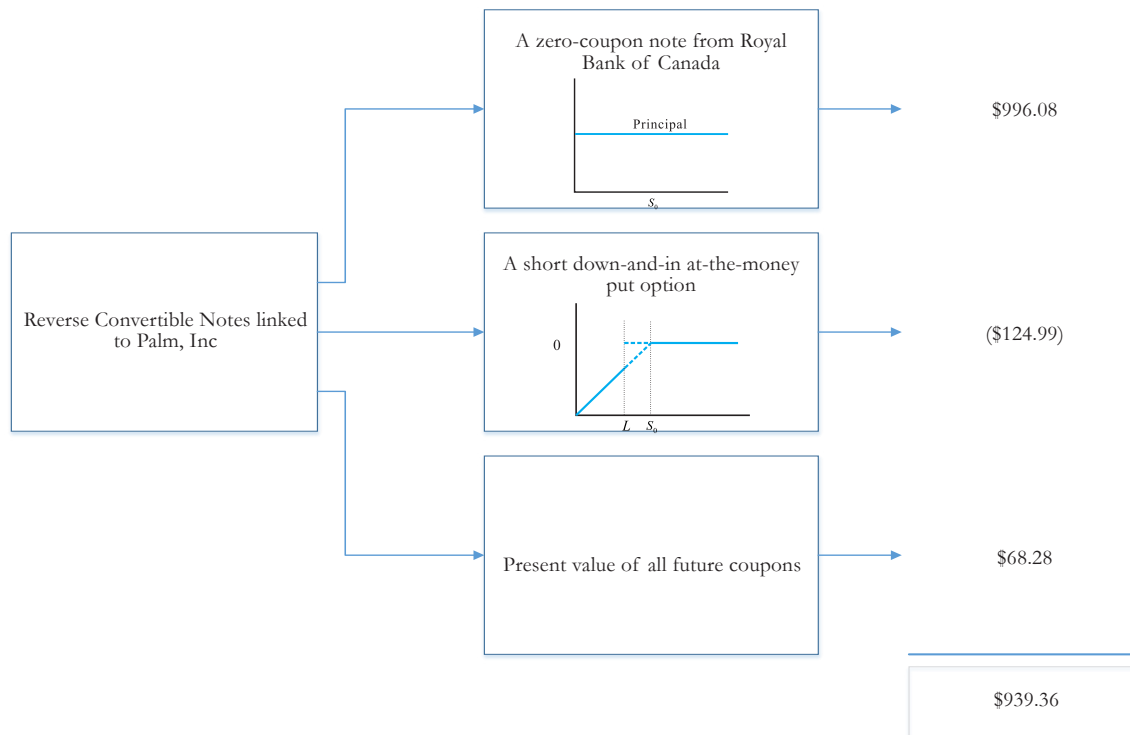 A zero-coupon note from Royal
Bank of Canada
Principal
S₀
$996.08
Reverse Convertible Notes linked
to Palm, Inc
A short down-and-in at-the-money
put option
0
L S₀
($124.99)
Present value of all future coupons
$68.28
$939.36